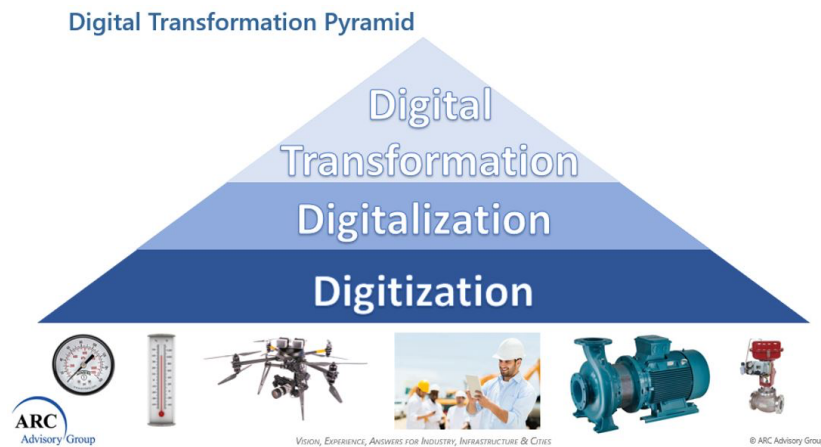 Digital Transformation Pyramid
Digital
Transformation
Digitalization
Digitization
ARC
Advisory Group
VISION, EXPERIENCE, ANSWERS FOR INDUSTRY, INFRASTRUCTURE & CITIES
© ARC Advisory Grou